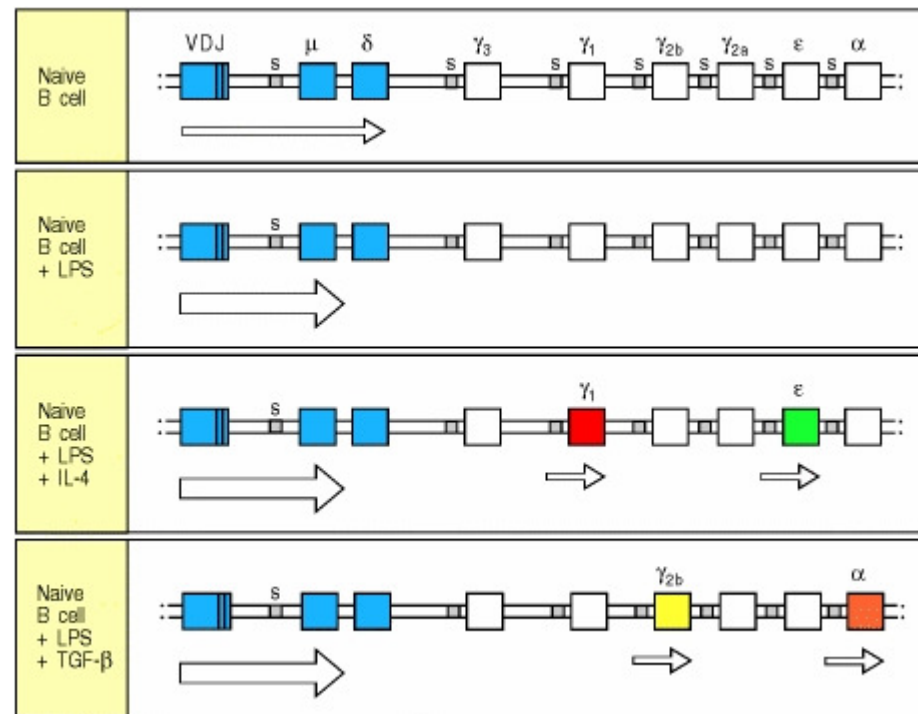 VDJ μ δ γ3 γ1 γ2b γ2a ε α
S S S S S S S
Naive
B cell
S
Naive
B cell
+ LPS
γ1 ε
S
Naive
B cell
+ LPS
+ IL-4
γ2b α
S
Naive
B cell
+ LPS
+ TGF-β